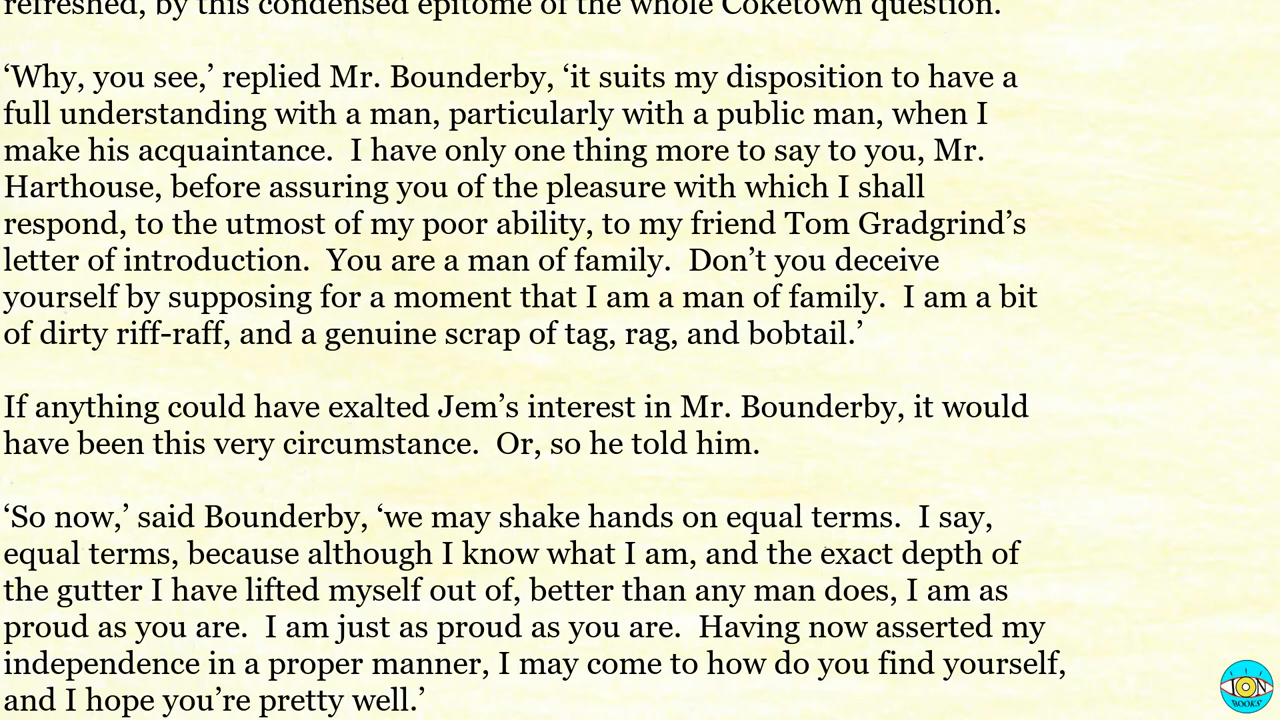 refreshed, by this condensed epitome of the whole Coketown question.
‘Why, you see,’ replied Mr. Bounderby, ‘it suits my disposition to have a
full understanding with a man, particularly with a public man, when I
make his acquaintance.  I have only one thing more to say to you, Mr.
Harthouse, before assuring you of the pleasure with which I shall
respond, to the utmost of my poor ability, to my friend Tom Gradgrind’s
letter of introduction.  You are a man of family.  Don’t you deceive
yourself by supposing for a moment that I am a man of family.  I am a bit
of dirty riff-raff, and a genuine scrap of tag, rag, and bobtail.’
If anything could have exalted Jem’s interest in Mr. Bounderby, it would
have been this very circumstance.  Or, so he told him.
‘So now,’ said Bounderby, ‘we may shake hands on equal terms.  I say,
equal terms, because although I know what I am, and the exact depth of
the gutter I have lifted myself out of, better than any man does, I am as
proud as you are.  I am just as proud as you are.  Having now asserted my
independence in a proper manner, I may come to how do you find yourself,
and I hope you’re pretty well.’
ION
BOOKS